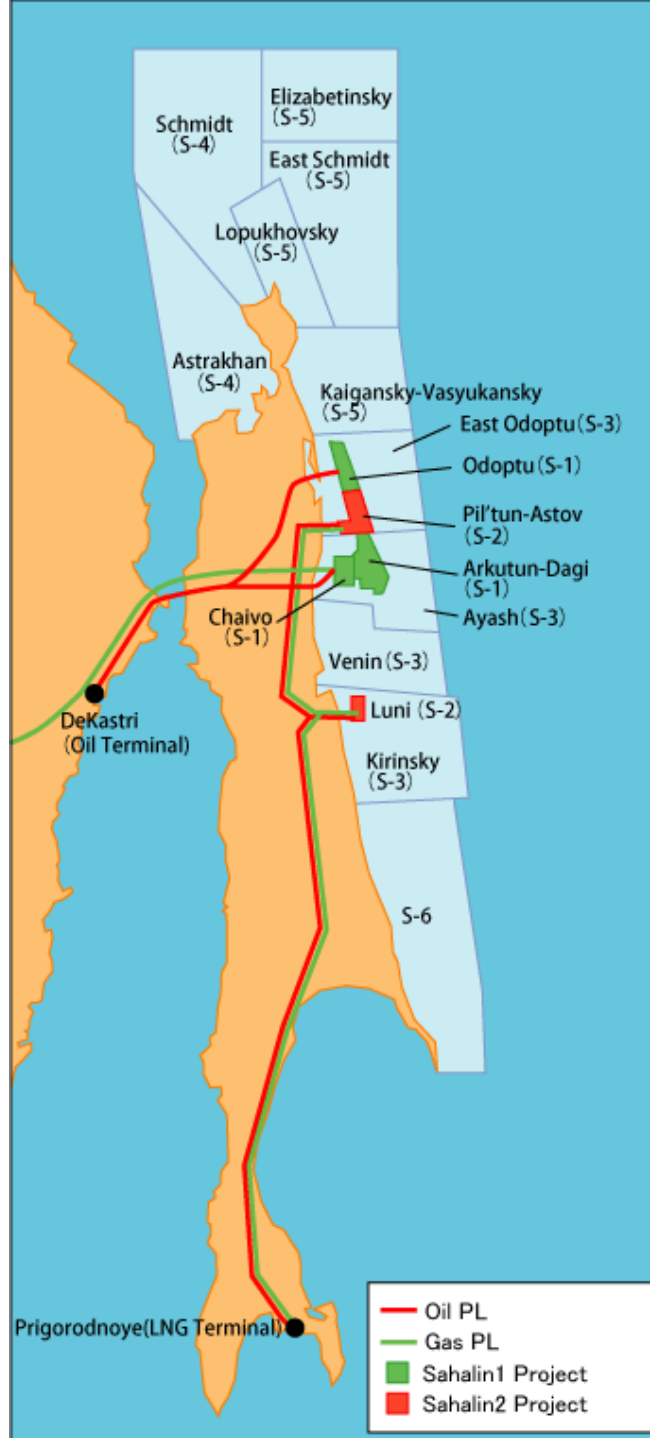 Elizabetinsky
(S-5)
Schmidt
(S-4)
East Schmidt
(S-5)
Lopukhovsky
(S-5)
Astrakhan
(S-4)
Kaigansky-Vasyukansky
(S-5)
East Odoptu(S-3)
Odoptu(S-1)
Pil'tun-Astov
(S-2)
Arkutun-Dagi
(S-1)
Chaivo
(S-1)
Ayash(S-3)
Venin(S-3)
DeKastri
(Oil Terminal)
Luni (S-2)
Kirinsky
(S-3)
S-6
Prigorodnoye(LNG Terminal)
Oil PL
Gas PL
Sahalin1 Project
Sahalin2 Project